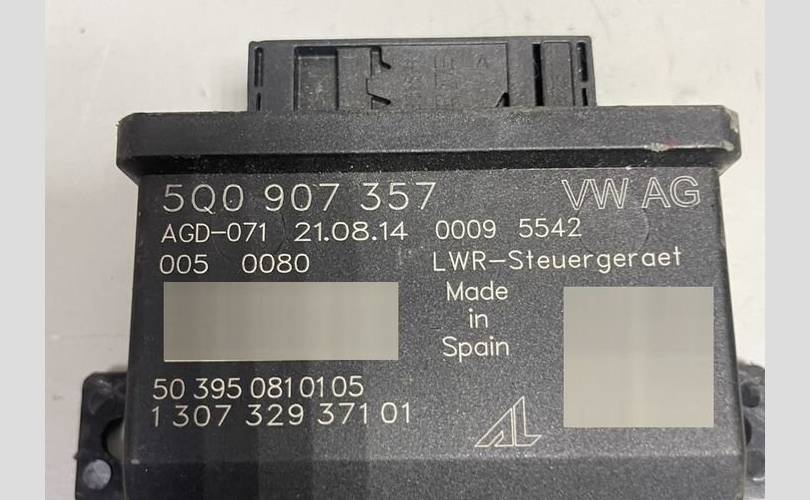 5Q0 907 357 VW AG
AGD-071 21.08.14 0009 5542
005 0080 LWR-Steuergeraet
Made
in
Spain
50 395 081 01 05
1 307 329 371 01
AL